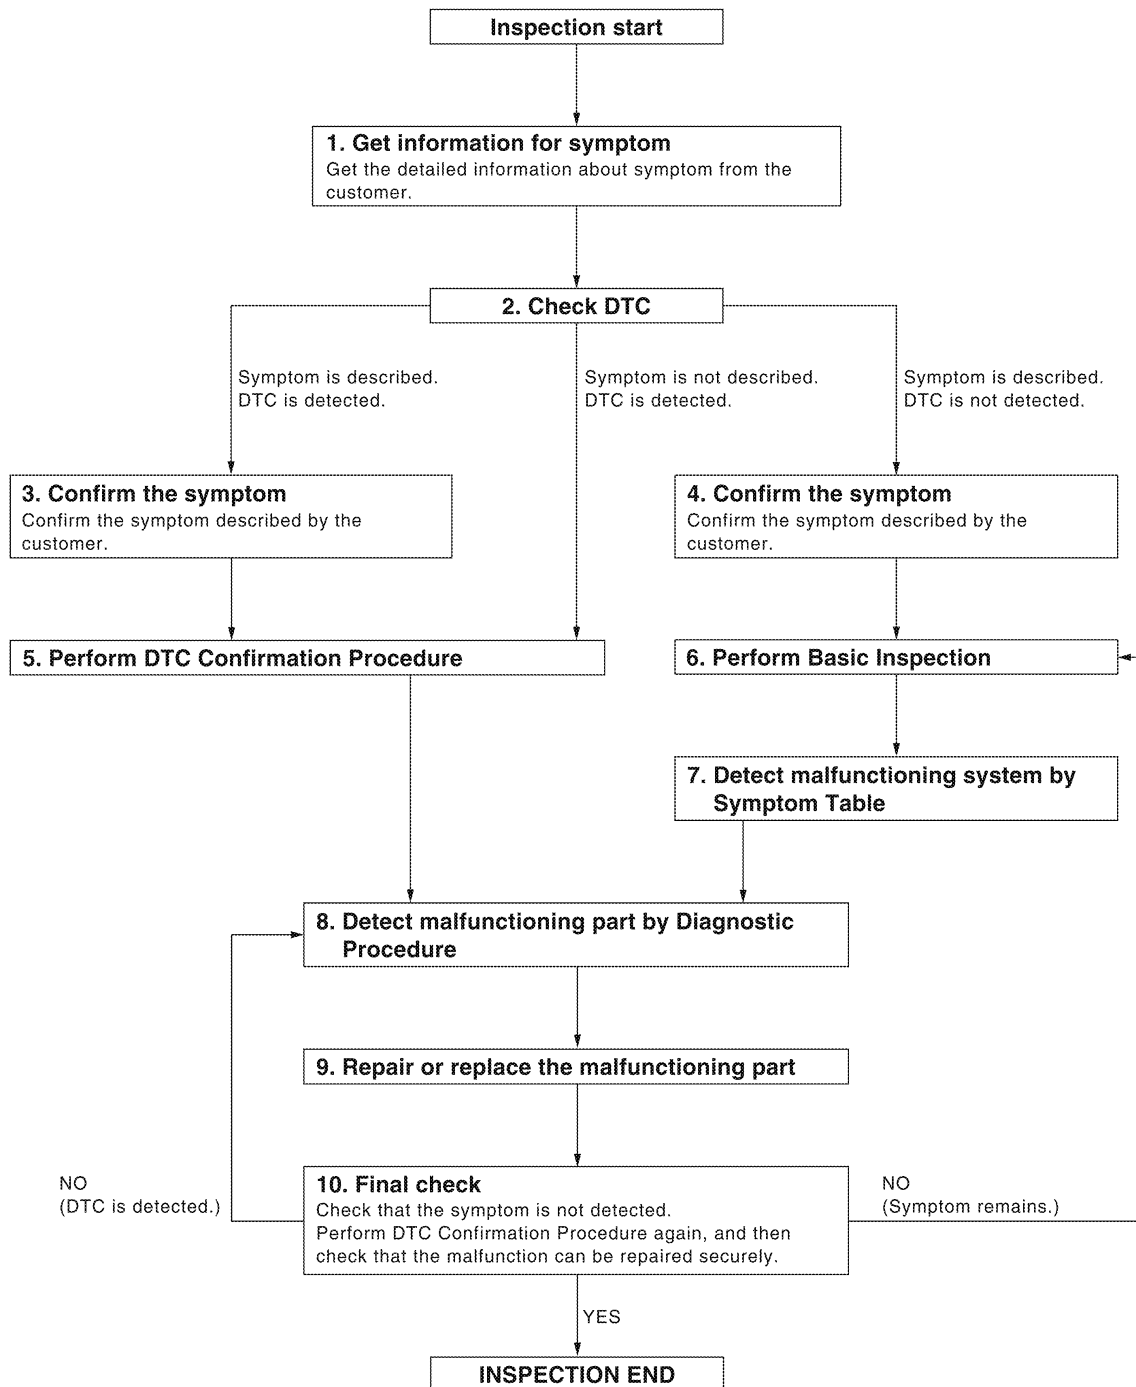 Inspection start
1. Get information for symptom
Get the detailed information about symptom from the
customer.
2. Check DTC
Symptom is described.
DTC is detected.
Symptom is not described.
DTC is detected.
Symptom is described.
DTC is not detected.
3. Confirm the symptom
Confirm the symptom described by the
customer.
4. Confirm the symptom
Confirm the symptom described by the
customer.
5. Perform DTC Confirmation Procedure
6. Perform Basic Inspection
7. Detect malfunctioning system by
Symptom Table
8. Detect malfunctioning part by Diagnostic
Procedure
9. Repair or replace the malfunctioning part
NO
(DTC is detected.)
10. Final check
Check that the symptom is not detected.
Perform DTC Confirmation Procedure again, and then
check that the malfunction can be repaired securely.
NO
(Symptom remains.)
YES
INSPECTION END